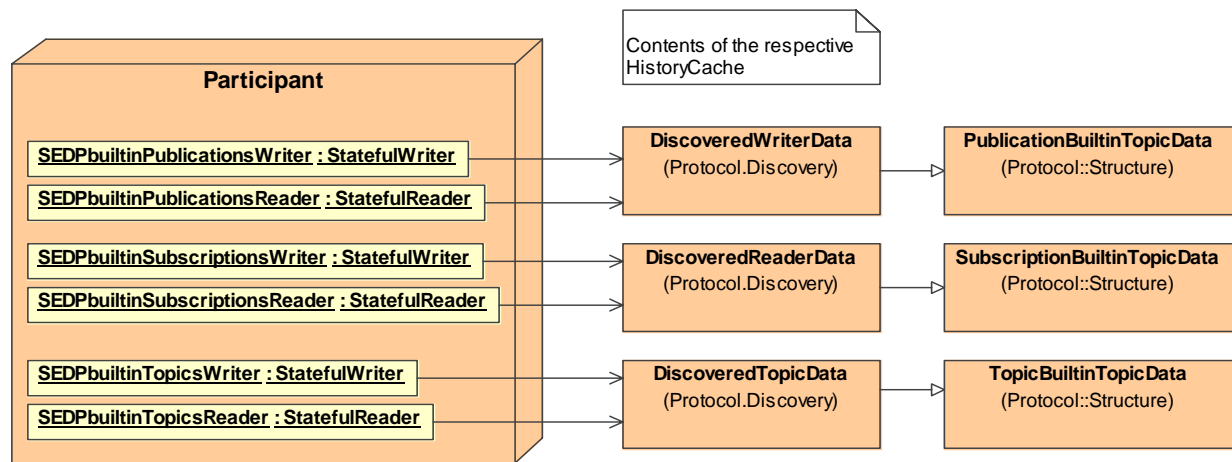 Contents of the respective
HistoryCache
Participant
SEDPbuiltinPublicationsWriter : StatefulWriter
SEDPbuiltinPublicationsReader : StatefulReader
SEDPbuiltinSubscriptionsWriter : StatefulWriter
SEDPbuiltinSubscriptionsReader : StatefulReader
SEDPbuiltinTopicsWriter : StatefulWriter
SEDPbuiltinTopicsReader : StatefulReader
DiscoveredWriterData
(Protocol.Discovery)
PublicationBuiltinTopicData
(Protocol::Structure)
DiscoveredReaderData
(Protocol.Discovery)
SubscriptionBuiltinTopicData
(Protocol::Structure)
DiscoveredTopicData
(Protocol.Discovery)
TopicBuiltinTopicData
(Protocol::Structure)